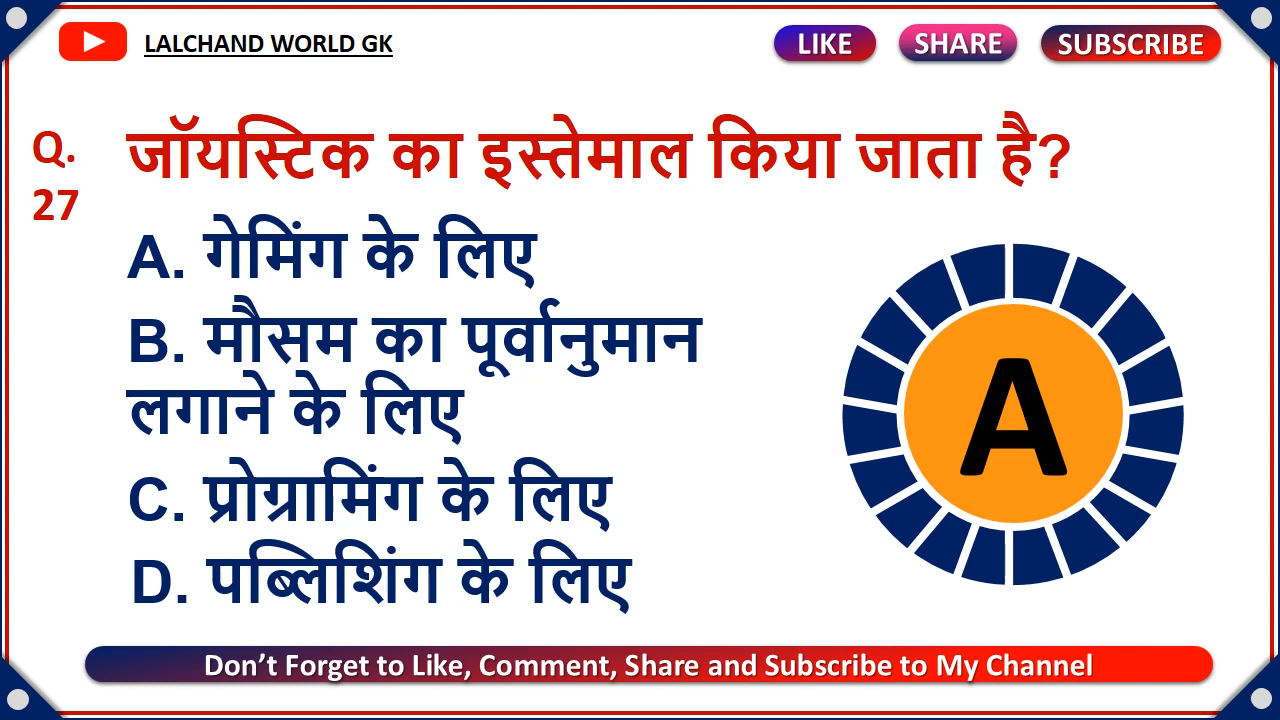 LALCHAND WORLD GK
LIKE
SHARE
SUBSCRIBE
Q. 27
जॉयस्टिक का इस्तेमाल किया जाता है?
A. गेमिंग के लिए
B. मौसम का पूर्वानुमान
लगाने के लिए
C. प्रोग्रामिंग के लिए
D. पब्लिशिंग के लिए
A
Don’t Forget to Like, Comment, Share and Subscribe to My Channel